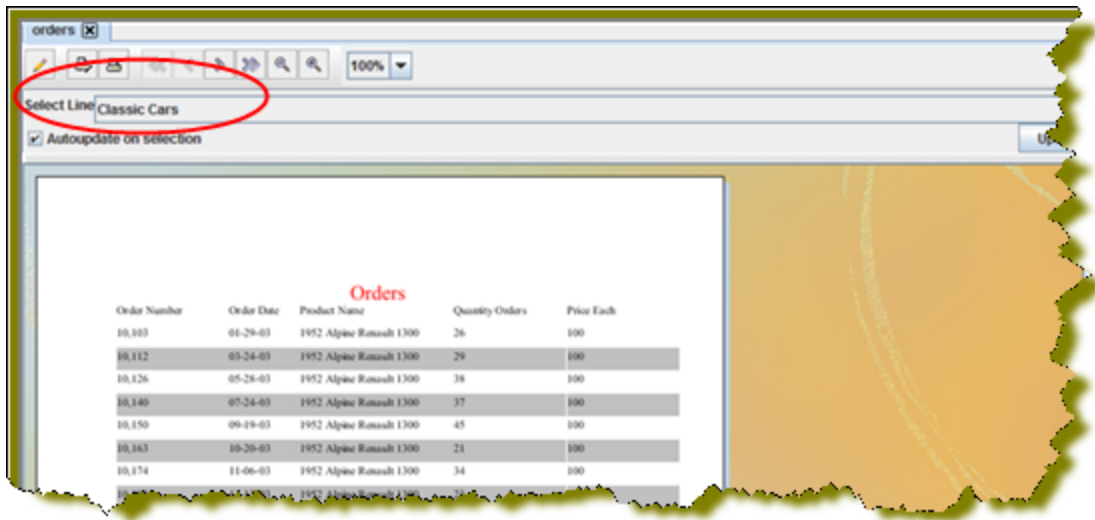 orders
100%
Select Line Classic Cars
Autoupdate on selection
Orders
Order Number Order Date Product Name Quantity Orders Price Each
10,103 01-29-03 1952 Alpine Renault 1300 26 100
10,112 03-24-03 1952 Alpine Renault 1300 29 100
10,126 05-28-03 1952 Alpine Renault 1300 38 100
10,140 07-24-03 1952 Alpine Renault 1300 37 100
10,150 09-19-03 1952 Alpine Renault 1300 45 100
10,163 10-20-03 1952 Alpine Renault 1300 21 100
10,174 11-06-03 1952 Alpine Renault 1300 34 100
1952 Alpine Renault 1300